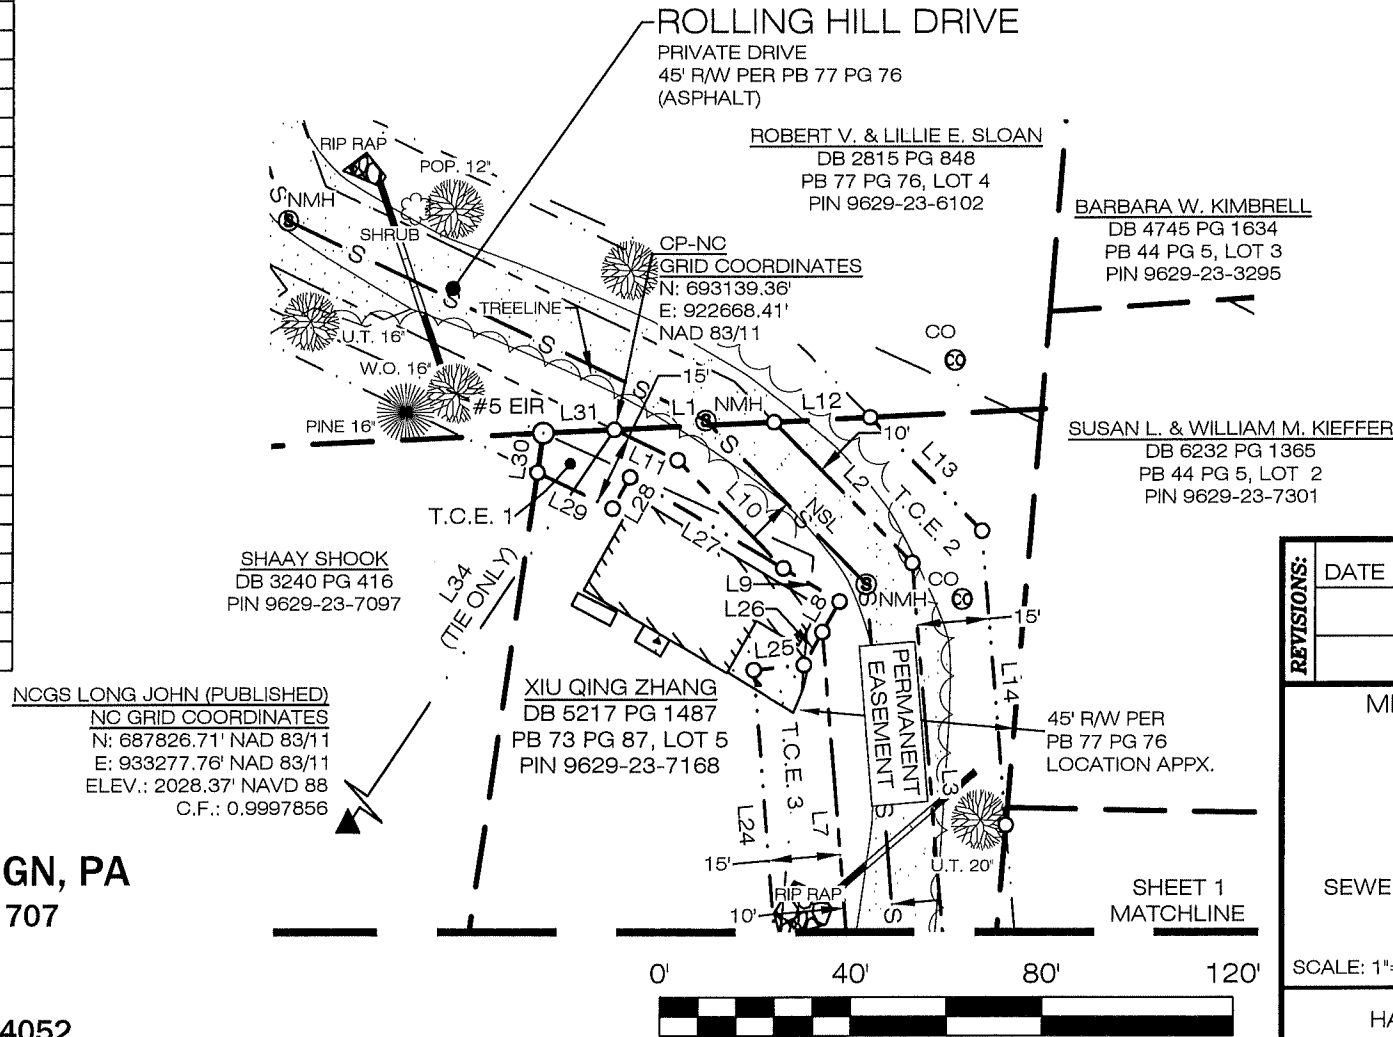 ROLLING HILL DRIVE
PRIVATE DRIVE
45' R/W PER PB 77 PG 76
(ASPHALT)
ROBERT V. & LILLIE E. SLOAN
DB 2815 PG 848
PB 77 PG 76, LOT 4
PIN 9629-23-6102
BARBARA W. KIMBRELL
DB 4745 PG 1634
PB 44 PG 5, LOT 3
PIN 9629-23-3295
RIP RAP
POP. 12"
S
NMH
SHRUB
S
CP-NC
GRID COORDINATES
N: 693139.36'
E: 922668.41'
NAD 83/11
S
TREELINE
U.T. 16"
S
CO
CO
W.O. 16"
15'
S
#5 EIR
L31
L1
NMH
L12
PINE 16"
S
10'
SUSAN L. & WILLIAM M. KIEFFER
DB 6232 PG 1365
PB 44 PG 5, LOT 2
PIN 9629-23-7301
L30
L11
L2
L13
L29
L28
L10
NSL
T.C.E. 2
T.C.E. 1
S
L27
SHAAY SHOOK
DB 3240 PG 416
PIN 9629-23-7097
L34
(TIE ONLY)
L9
CO
NMH
CO
S
L26
L8
15'
L25
PERMANENT
EASEMENT
L14
REVISIONS:
DATE
NCGS LONG JOHN (PUBLISHED)
NC GRID COORDINATES
N: 687826.71' NAD 83/11
E: 933277.76' NAD 83/11
ELEV.: 2028.37' NAVD 88
C.F.: 0.9997856
XIU QING ZHANG
DB 5217 PG 1487
PB 73 PG 87, LOT 5
PIN 9629-23-7168
45' R/W PER
PB 77 PG 76
LOCATION APPX.
T.C.E. 3
L3
L24
L7
S
15'
U.T. 20"
RIP RAP
10'
S
GN, PA
707
SHEET 1
MATCHLINE
SEWE
0'
40'
80'
120'
SCALE: 1"=
4052
HA